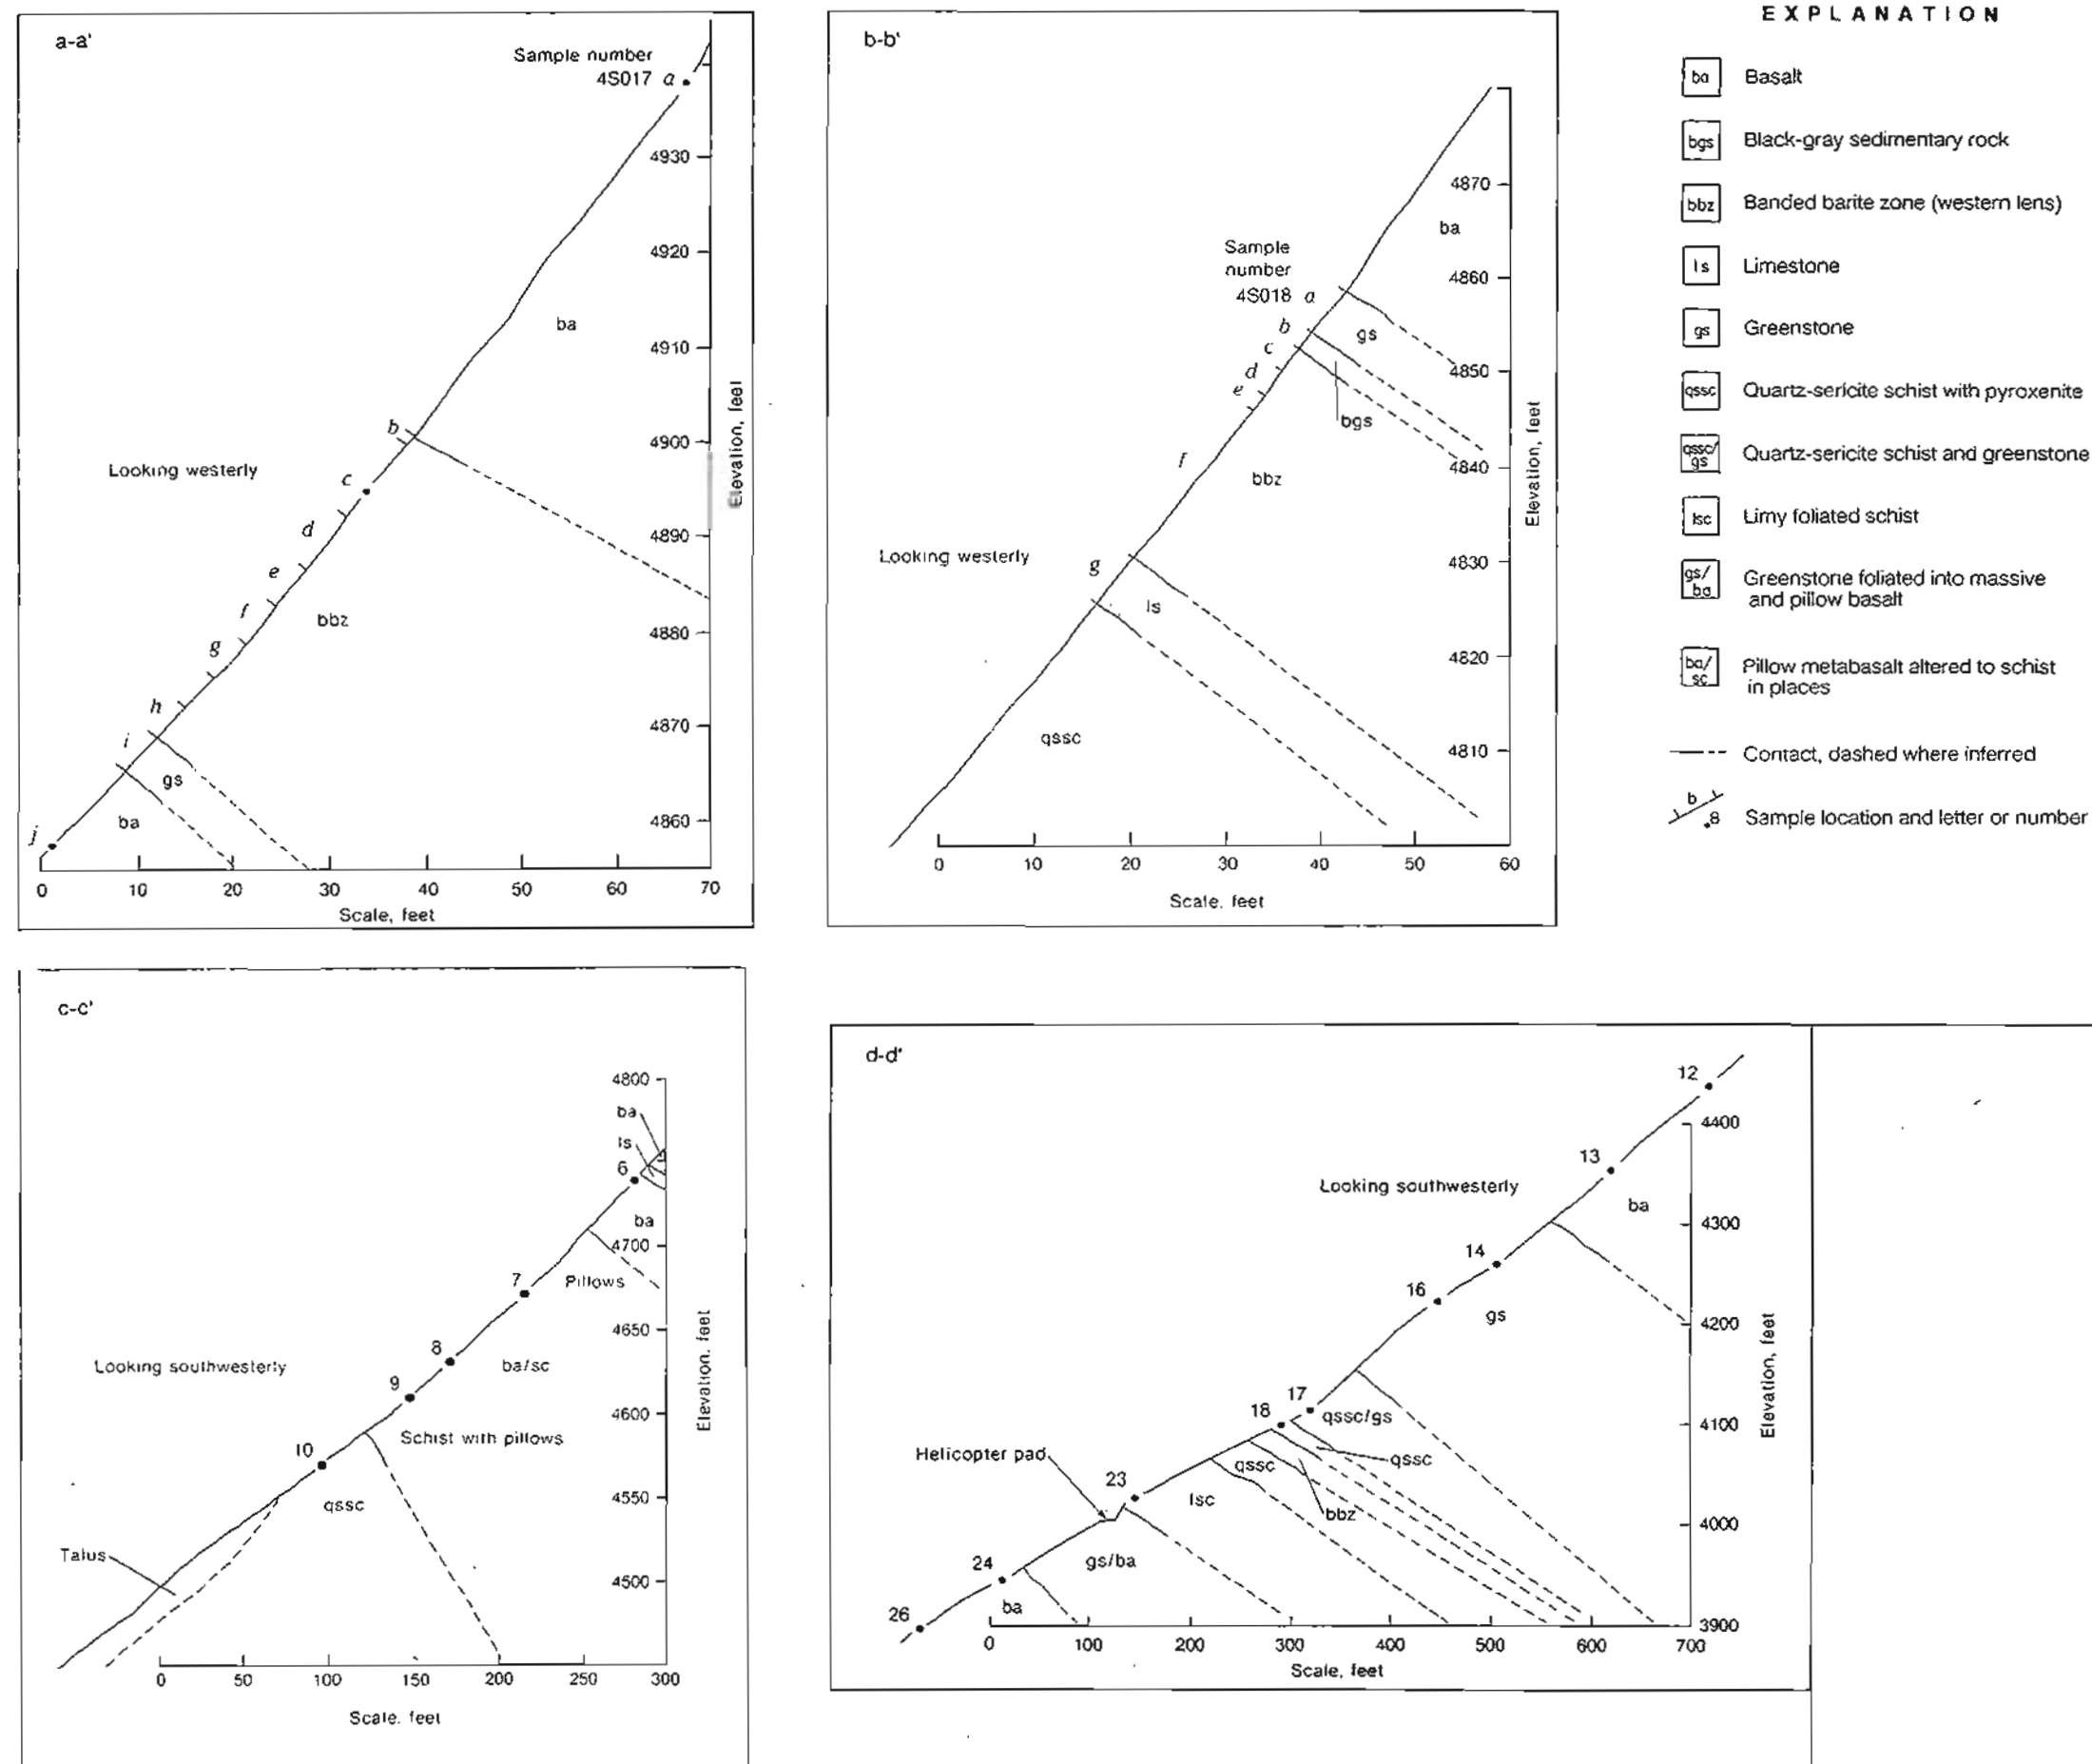 a-a'
Sample number
4S017 a
4930
4920
ba
4910
Elevation, feet
b
4900
Looking westerly
c
d
4890
e
f
bbz
4880
g
h
4870
i
gs
ba
4860
j
0 10 20 30 40 50 60 70
Scale, feet
b-b'
4870
ba
Sample
number
4S018 a
4860
b
gs
c
d
4850
e
bgs
Elevation, feet
f
4840
bbz
Looking westerly
g
4830
ls
4820
qssc
4810
0 10 20 30 40 50 60
Scale, feet
EXPLANATION
ba Basalt
bgs Black-gray sedimentary rock
bbz Banded barite zone (western lens)
ls Limestone
gs Greenstone
qssc Quartz-sericite schist with pyroxenite
qssc/
gs Quartz-sericite schist and greenstone
lsc Limy foliated schist
gs/ Greenstone foliated into massive
ba and pillow basalt
ba/ Pillow metabasalt altered to schist
sc in places
Contact, dashed where inferred
b
8 Sample location and letter or number
c-c'
4800
ba
ls
6
ba
4700
7
Pillows
4650
8
Looking southwesterly
ba/sc
Elevation, feet
9
4600
Schist with pillows
10
qssc
4550
Talus
4500
0 50 100 150 200 250 300
Scale, feet
d-d'
12
4400
13
Looking southwesterly
ba
4300
14
16
gs
4200
Elevation, feet
17
18
qssc/gs
4100
Helicopter pad
qssc
qssc
23
lsc
bbz
4000
24
gs/ba
26
ba
3900
0 100 200 300 400 500 600 700
Scale, feet